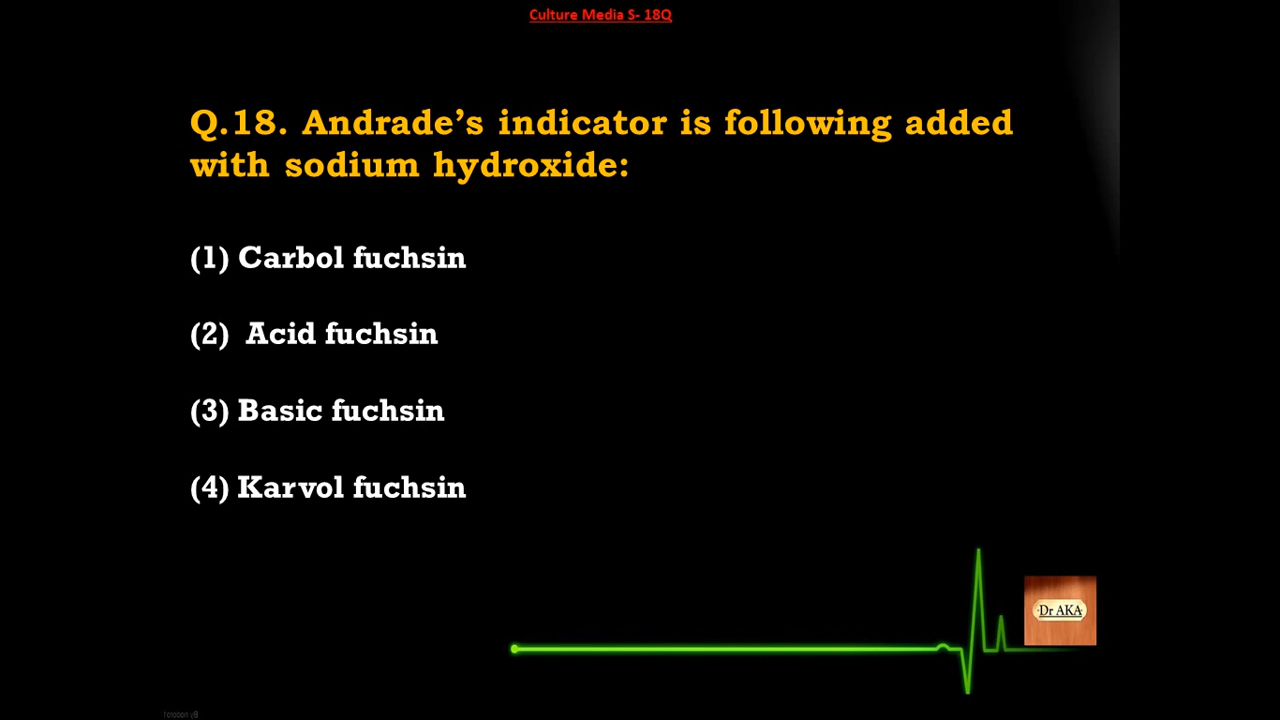 Culture Media S- 18Q
Q.18. Andrade’s indicator is following added
with sodium hydroxide:
(1) Carbol fuchsin
(2) Acid fuchsin
(3) Basic fuchsin
(4) Karvol fuchsin
Dr AKA